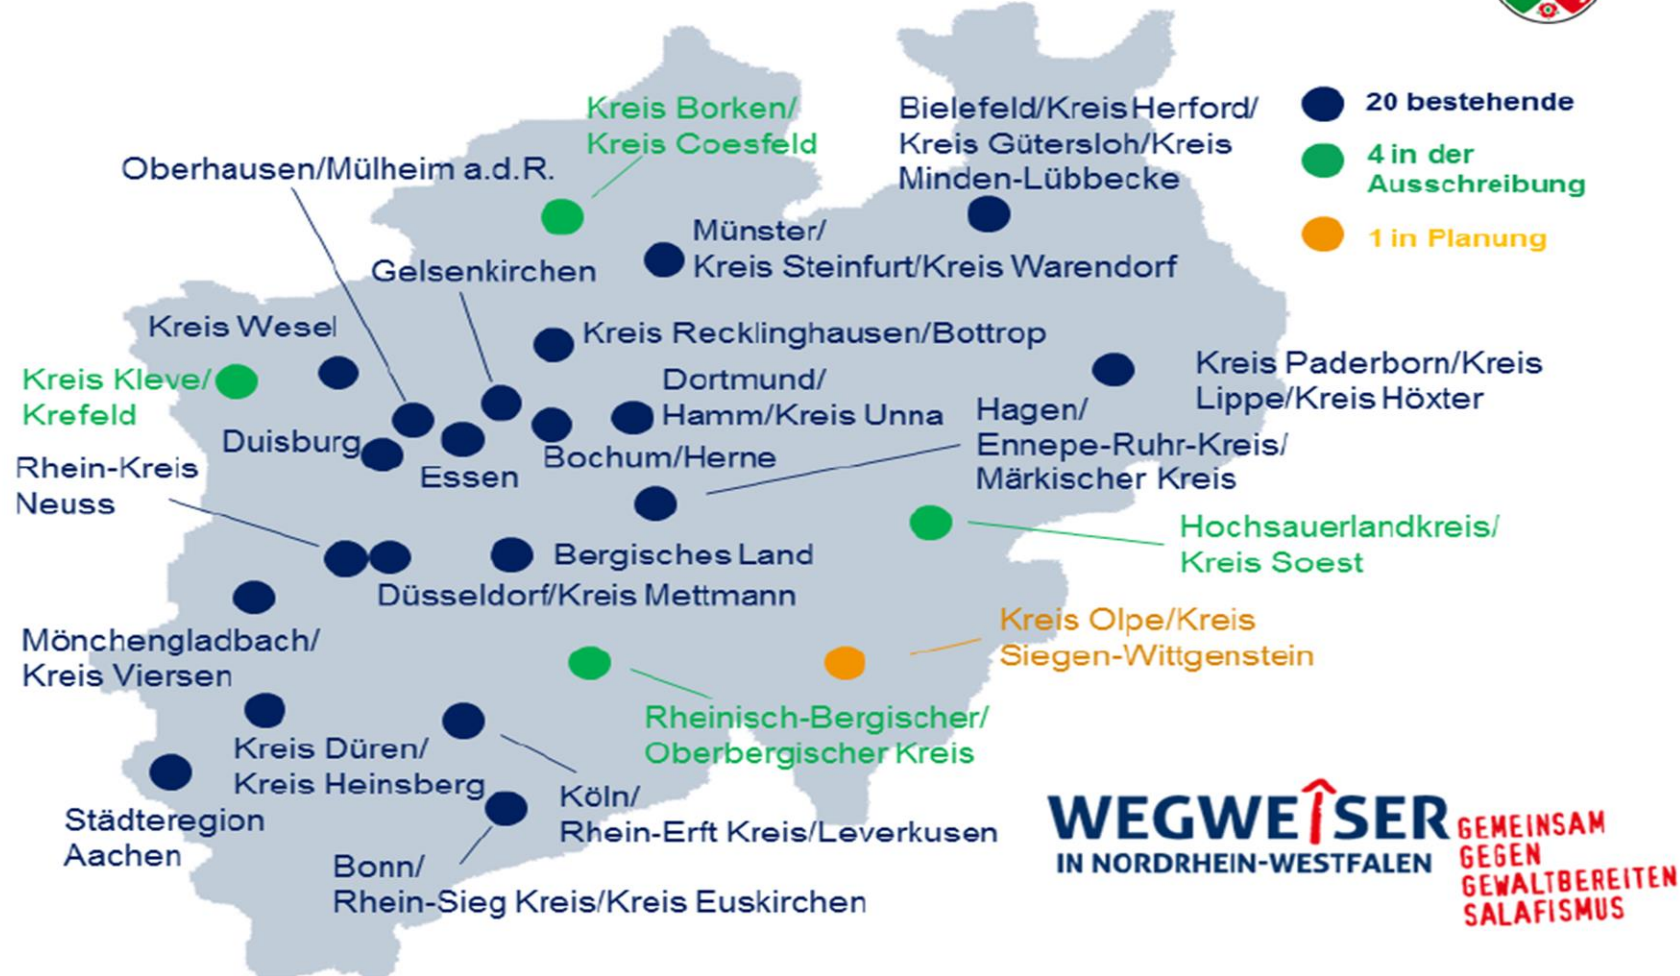 Kreis Borken/
Kreis Coesfeld
Bielefeld/Kreis Herford/
Kreis Gütersloh/Kreis
Minden-Lübbecke
20 bestehende
4 in der
Ausschreibung
1 in Planung
Oberhausen/Mülheim a.d.R.
Münster/
Kreis Steinfurt/Kreis Warendorf
Gelsenkirchen
Kreis Wesel
Kreis Recklinghausen/Bottrop
Kreis Kleve/
Krefeld
Dortmund/
Hamm/Kreis Unna
Kreis Paderborn/Kreis
Lippe/Kreis Höxter
Hagen/
Ennepe-Ruhr-Kreis/
Märkischer Kreis
Duisburg
Essen
Bochum/Herne
Rhein-Kreis
Neuss
Hochsauerlandkreis/
Kreis Soest
Bergisches Land
Düsseldorf/Kreis Mettmann
Mönchengladbach/
Kreis Viersen
Kreis Olpe/Kreis
Siegen-Wittgenstein
Rheinisch-Bergischer/
Oberbergischer Kreis
Kreis Düren/
Kreis Heinsberg
Städteregion
Aachen
Köln/
Rhein-Erft Kreis/Leverkusen
Bonn/
Rhein-Sieg Kreis/Kreis Euskirchen
WEGWEISER
IN NORDRHEIN-WESTFALEN
GEMEINSAM
GEGEN
GEWALTBEREITEN
SALAFISMUS